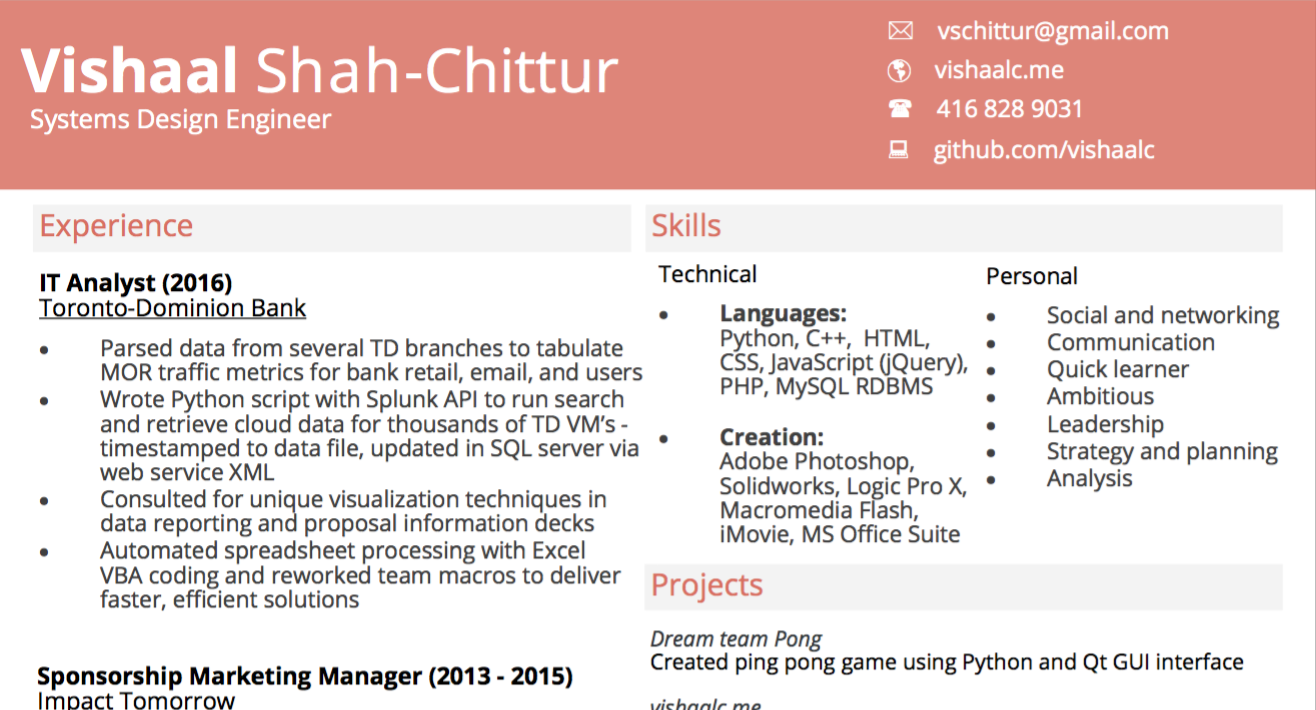 Vishaal Shah-Chittur
Systems Design Engineer
vschittur@gmail.com
vishaalc.me
416 828 9031
github.com/vishaalc
Experience
IT Analyst (2016)
Toronto-Dominion Bank
• Parsed data from several TD branches to tabulate
MOR traffic metrics for bank retail, email, and users
• Wrote Python script with Splunk API to run search
and retrieve cloud data for thousands of TD VM’s -
timestamped to data file, updated in SQL server via
web service XML
• Consulted for unique visualization techniques in
data reporting and proposal information decks
• Automated spreadsheet processing with Excel
VBA coding and reworked team macros to deliver
faster, efficient solutions
Sponsorship Marketing Manager (2013 - 2015)
Impact Tomorrow
Skills
Technical
• Languages:
Python, C++, HTML,
CSS, JavaScript (jQuery),
PHP, MySQL RDBMS
• Creation:
Adobe Photoshop,
Solidworks, Logic Pro X,
Macromedia Flash,
iMovie, MS Office Suite
Personal
• Social and networking
• Communication
• Quick learner
• Ambitious
• Leadership
• Strategy and planning
• Analysis
Projects
Dream team Pong
Created ping pong game using Python and Qt GUI interface
vishaalc.me